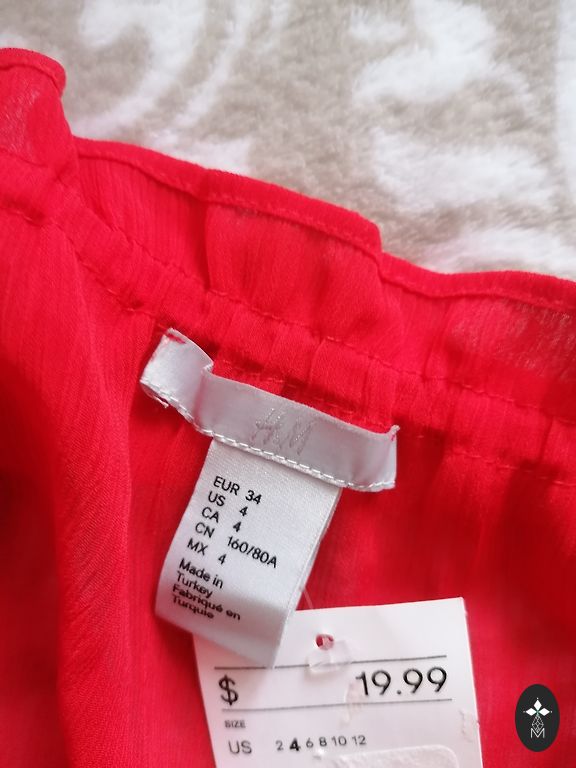 H&M
EUR 34
US 4
CA 4
CN 160/80A
MX 4
Made in
Turkey
Fabriqué en
Turquie
$ 19.99
SIZE
US 2 4 6 8 10 12
M